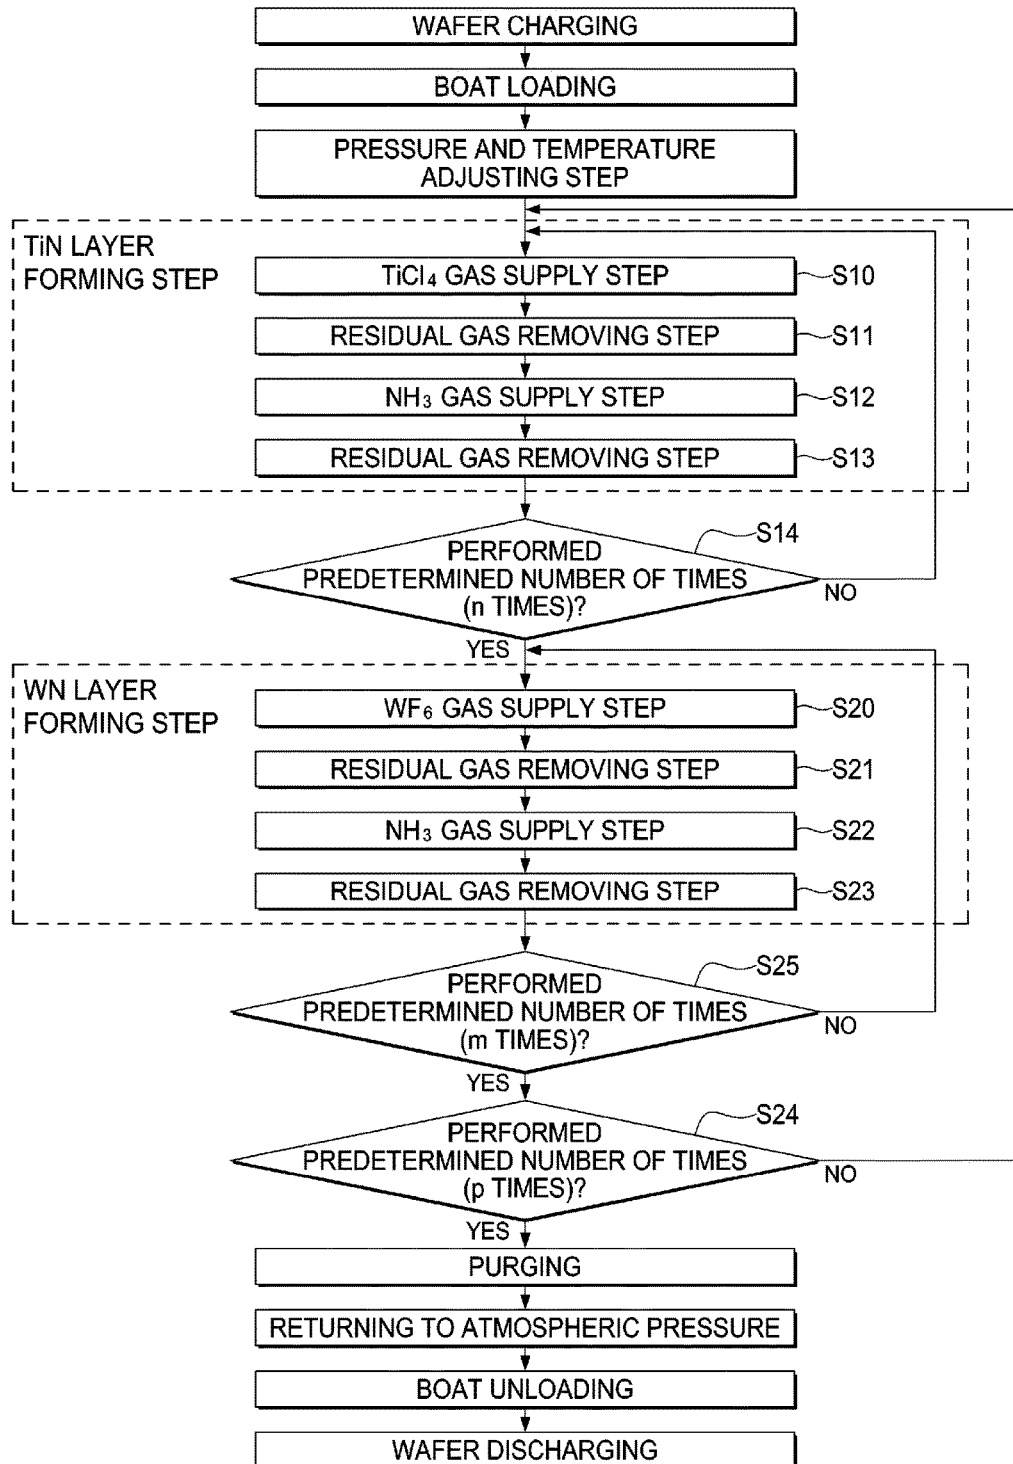 WAFER CHARGING
BOAT LOADING
PRESSURE AND TEMPERATURE
ADJUSTING STEP
TiN LAYER
FORMING STEP
TiCl₄ GAS SUPPLY STEP
S10
RESIDUAL GAS REMOVING STEP
S11
NH₃ GAS SUPPLY STEP
S12
RESIDUAL GAS REMOVING STEP
S13
S14
PERFORMED
PREDETERMINED NUMBER OF TIMES
(n TIMES)?
NO
YES
WN LAYER
FORMING STEP
WF₆ GAS SUPPLY STEP
S20
RESIDUAL GAS REMOVING STEP
S21
NH₃ GAS SUPPLY STEP
S22
RESIDUAL GAS REMOVING STEP
S23
S25
PERFORMED
PREDETERMINED NUMBER OF TIMES
(m TIMES)?
NO
YES
S24
PERFORMED
PREDETERMINED NUMBER OF TIMES
(p TIMES)?
NO
YES
PURGING
RETURNING TO ATMOSPHERIC PRESSURE
BOAT UNLOADING
WAFER DISCHARGING